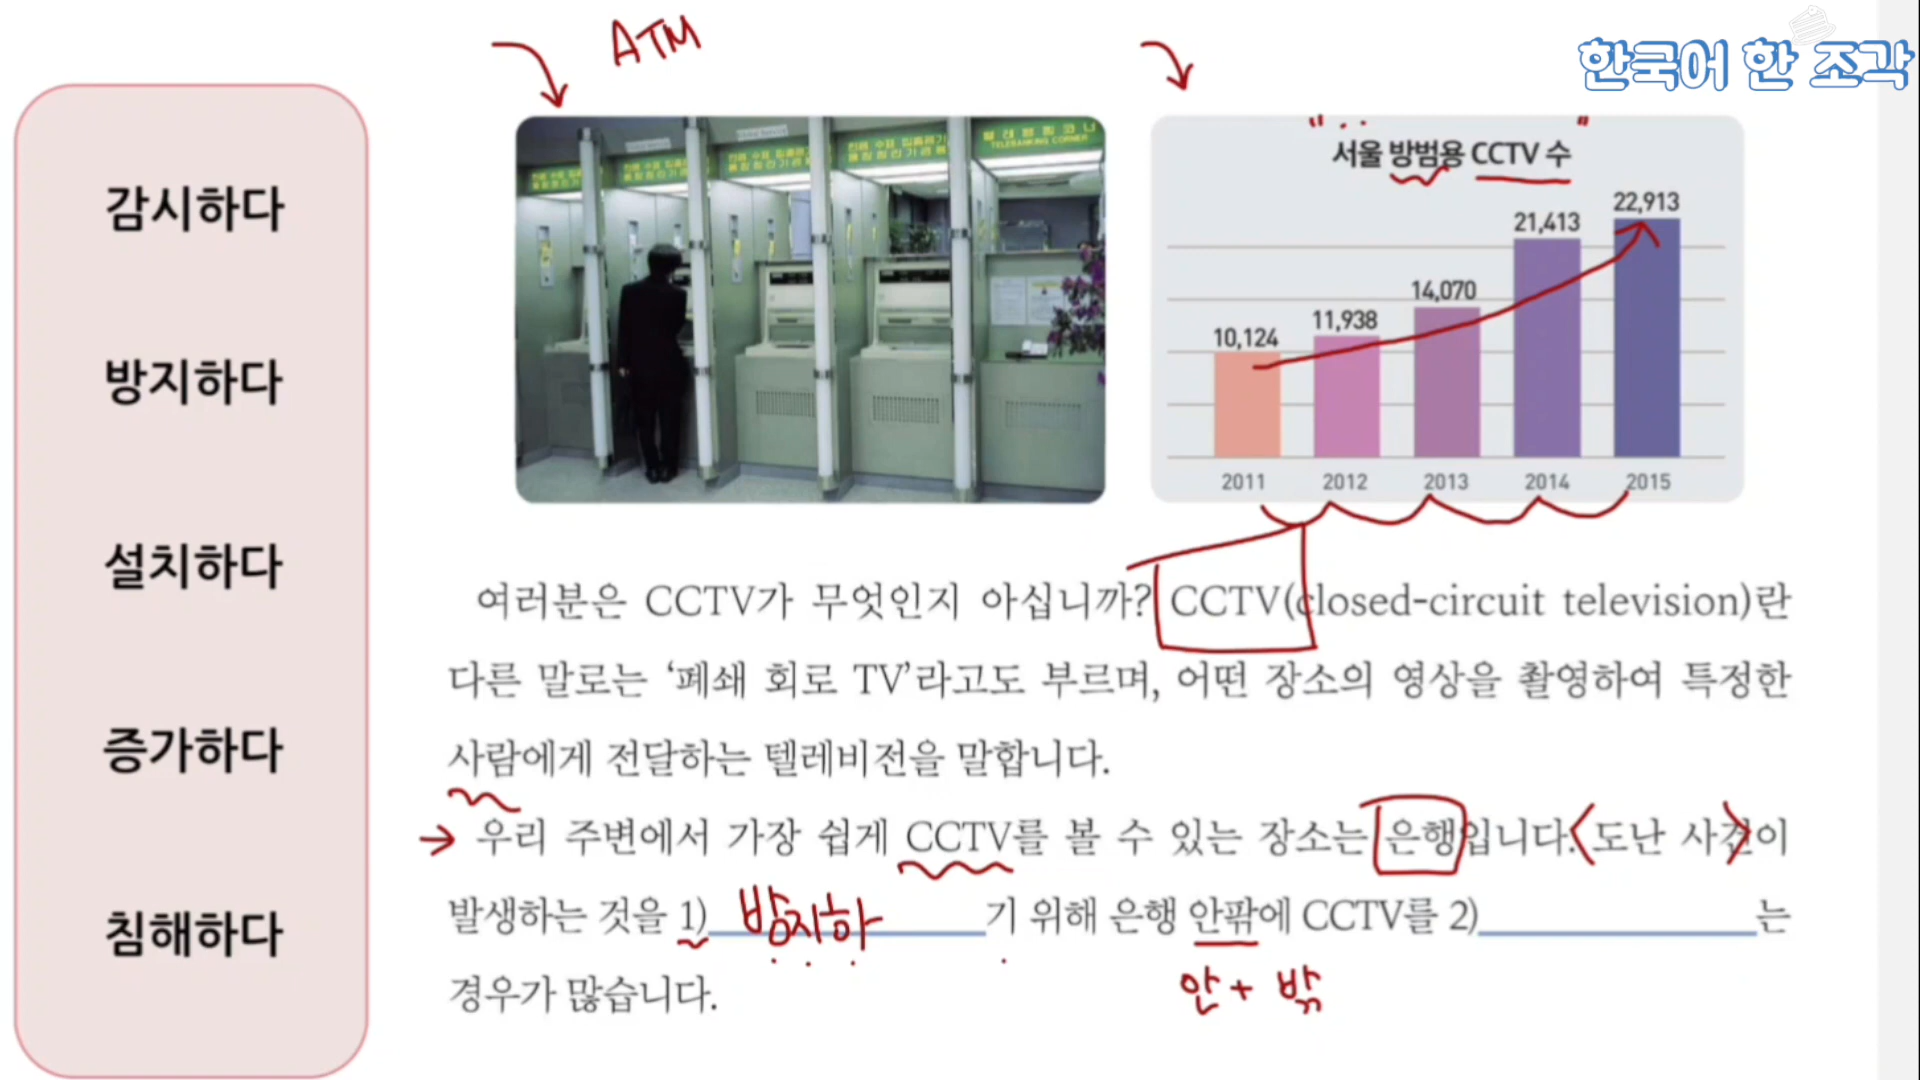 ATM
한국어 한 조각
감시하다
방지하다
설치하다
증가하다
침해하다
TELEBANKING CORNER
서울 방범용 CCTV 수
22,913
21,413
14,070
11,938
10,124
2011 2012 2013 2014 2015
여러분은 CCTV가 무엇인지 아십니까? CCTV(closed-circuit television)란
다른 말로는 ‘폐쇄 회로 TV’라고도 부르며, 어떤 장소의 영상을 촬영하여 특정한
사람에게 전달하는 텔레비전을 말합니다.
우리 주변에서 가장 쉽게 CCTV를 볼 수 있는 장소는 은행입니다. 도난 사건이
발생하는 것을 1) 방지하 기 위해 은행 안팎에 CCTV를 2) 는
안 + 밖
경우가 많습니다.